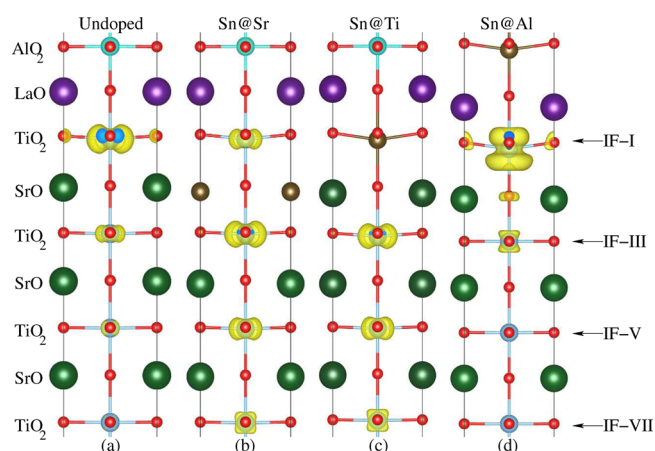 Undoped Sn@Sr Sn@Ti Sn@Al
AlO2
LaO
TiO2 IF-I
SrO
TiO2 IF-III
SrO
TiO2 IF-V
SrO
TiO2 IF-VII
(a) (b) (c) (d)